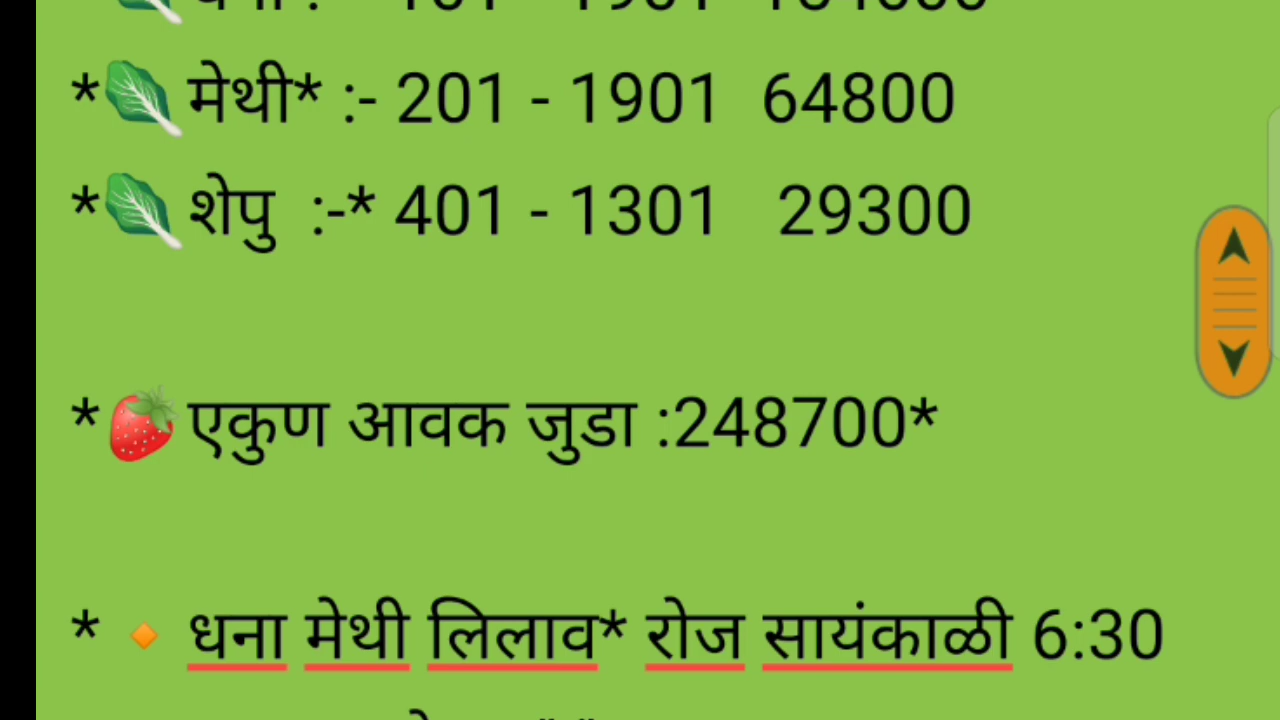 *🥬मेथी* :- 201 - 1901 64800
*🥬शेपु :-* 401 - 1301 29300
*🍓एकुण आवक जुडा :248700*
* 🔸 धना मेथी लिलाव* रोज सायंकाळी 6:30